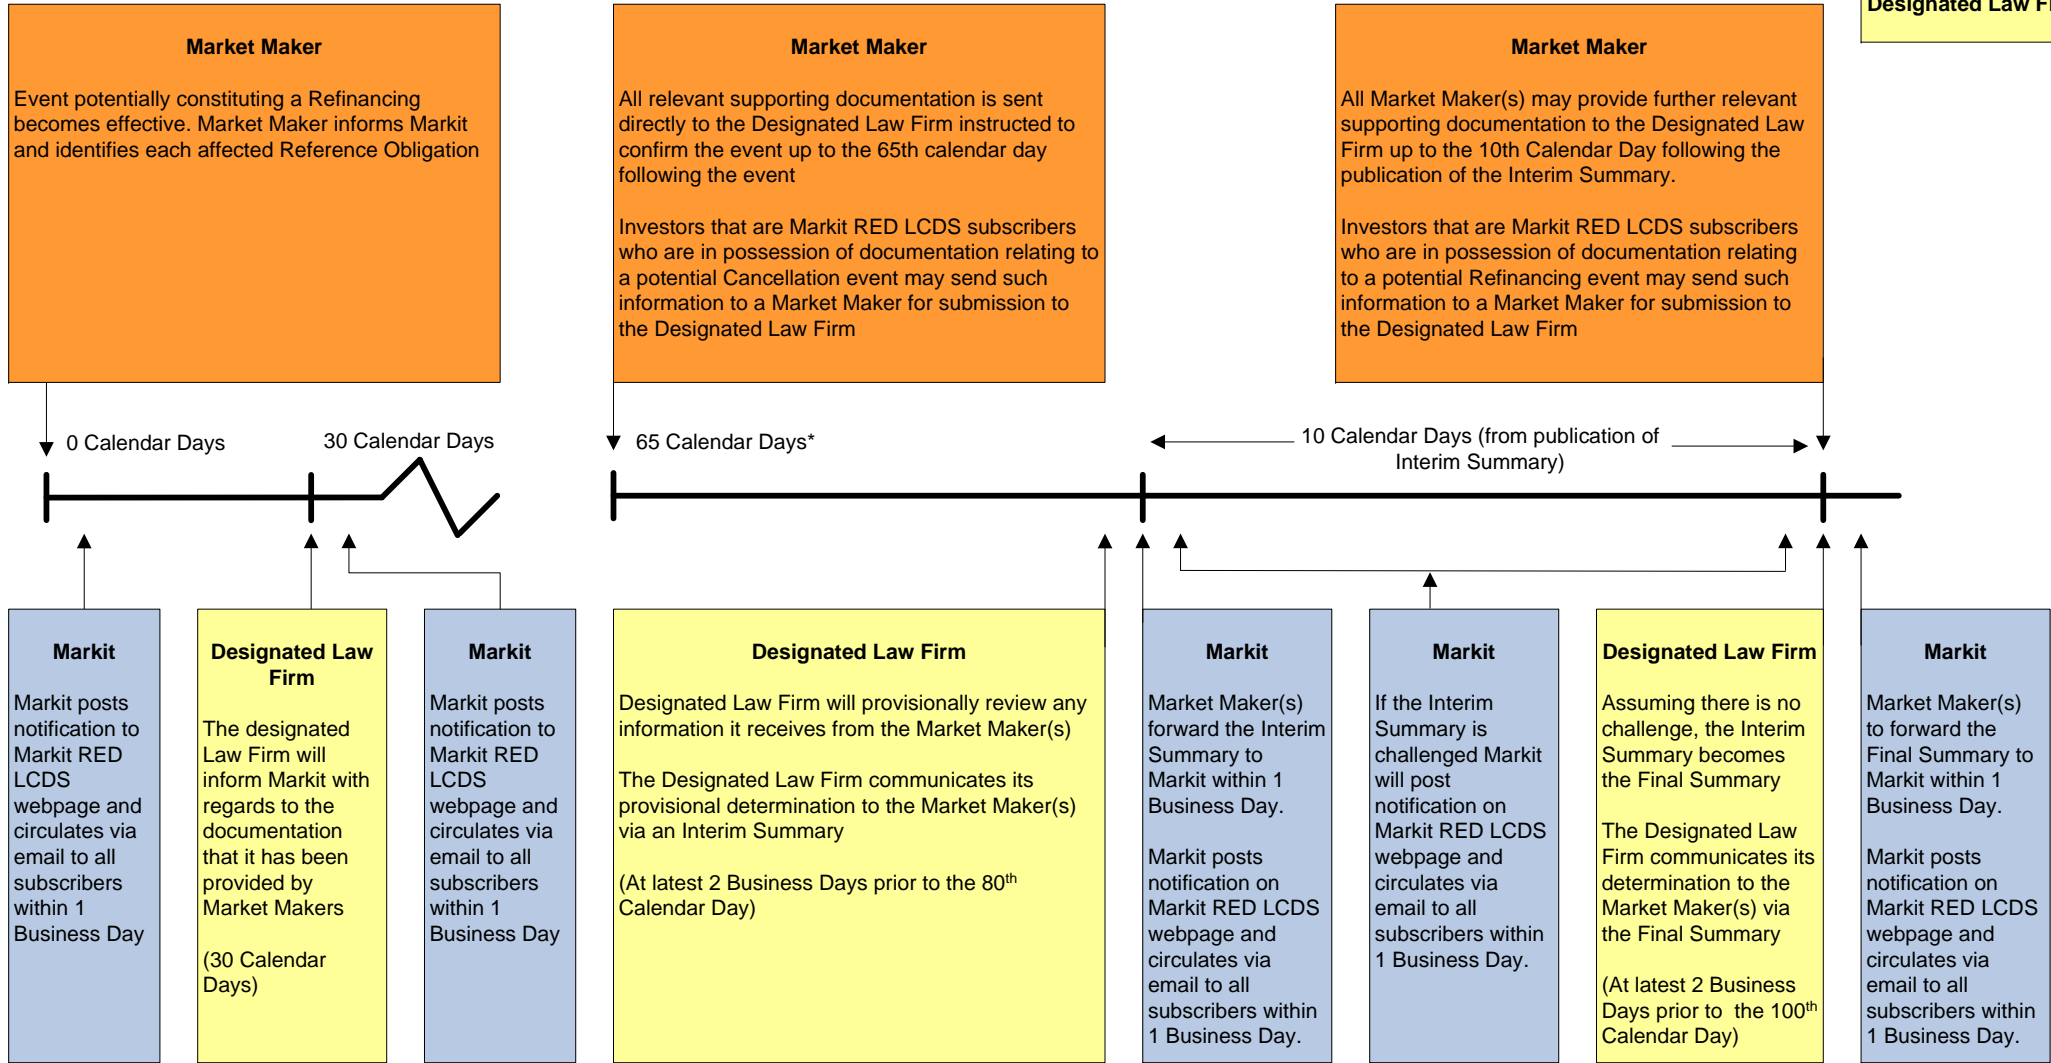 Designated Law F
Market Maker
Event potentially constituting a Refinancing
becomes effective. Market Maker informs Markit
and identifies each affected Reference Obligation
Market Maker
All relevant supporting documentation is sent
directly to the Designated Law Firm instructed to
confirm the event up to the 65th calendar day
following the event
Investors that are Markit RED LCDS subscribers
who are in possession of documentation relating to
a potential Cancellation event may send such
information to a Market Maker for submission to
the Designated Law Firm
Market Maker
All Market Maker(s) may provide further relevant
supporting documentation to the Designated Law
Firm up to the 10th Calendar Day following the
publication of the Interim Summary.
Investors that are Markit RED LCDS subscribers
who are in possession of documentation relating
to a potential Refinancing event may send such
information to a Market Maker for submission to
the Designated Law Firm
0 Calendar Days
30 Calendar Days
65 Calendar Days*
10 Calendar Days (from publication of
Interim Summary)
Markit
Markit posts
notification to
Markit RED
LCDS
webpage and
circulates via
email to all
subscribers
within 1
Business Day
Designated Law
Firm
The designated
Law Firm will
inform Markit with
regards to the
documentation
that it has been
provided by
Market Makers
(30 Calendar
Days)
Markit
Markit posts
notification to
Markit RED
LCDS
webpage and
circulates via
email to all
subscribers
within 1
Business Day
Designated Law Firm
Designated Law Firm will provisionally review any
information it receives from the Market Maker(s)
The Designated Law Firm communicates its
provisional determination to the Market Maker(s)
via an Interim Summary
(At latest 2 Business Days prior to the 80th
Calendar Day)
Markit
Market Maker(s)
forward the Interim
Summary to
Markit within 1
Business Day.
Markit posts
notification on
Markit RED LCDS
webpage and
circulates via
email to all
subscribers within
1 Business Day.
Markit
If the Interim
Summary is
challenged Markit
will post
notification on
Markit RED LCDS
webpage and
circulates via
email to all
subscribers within
1 Business Day.
Designated Law Firm
Assuming there is no
challenge, the Interim
Summary becomes
the Final Summary
The Designated Law
Firm communicates its
determination to the
Market Maker(s) via
the Final Summary
(At latest 2 Business
Days prior to  the 100th
Calendar Day)
Markit
Market Maker(s)
to forward the
Final Summary to
Markit within 1
Business Day.
Markit posts
notification on
Markit RED LCDS
webpage and
circulates via
email to all
subscribers within
1 Business Day.